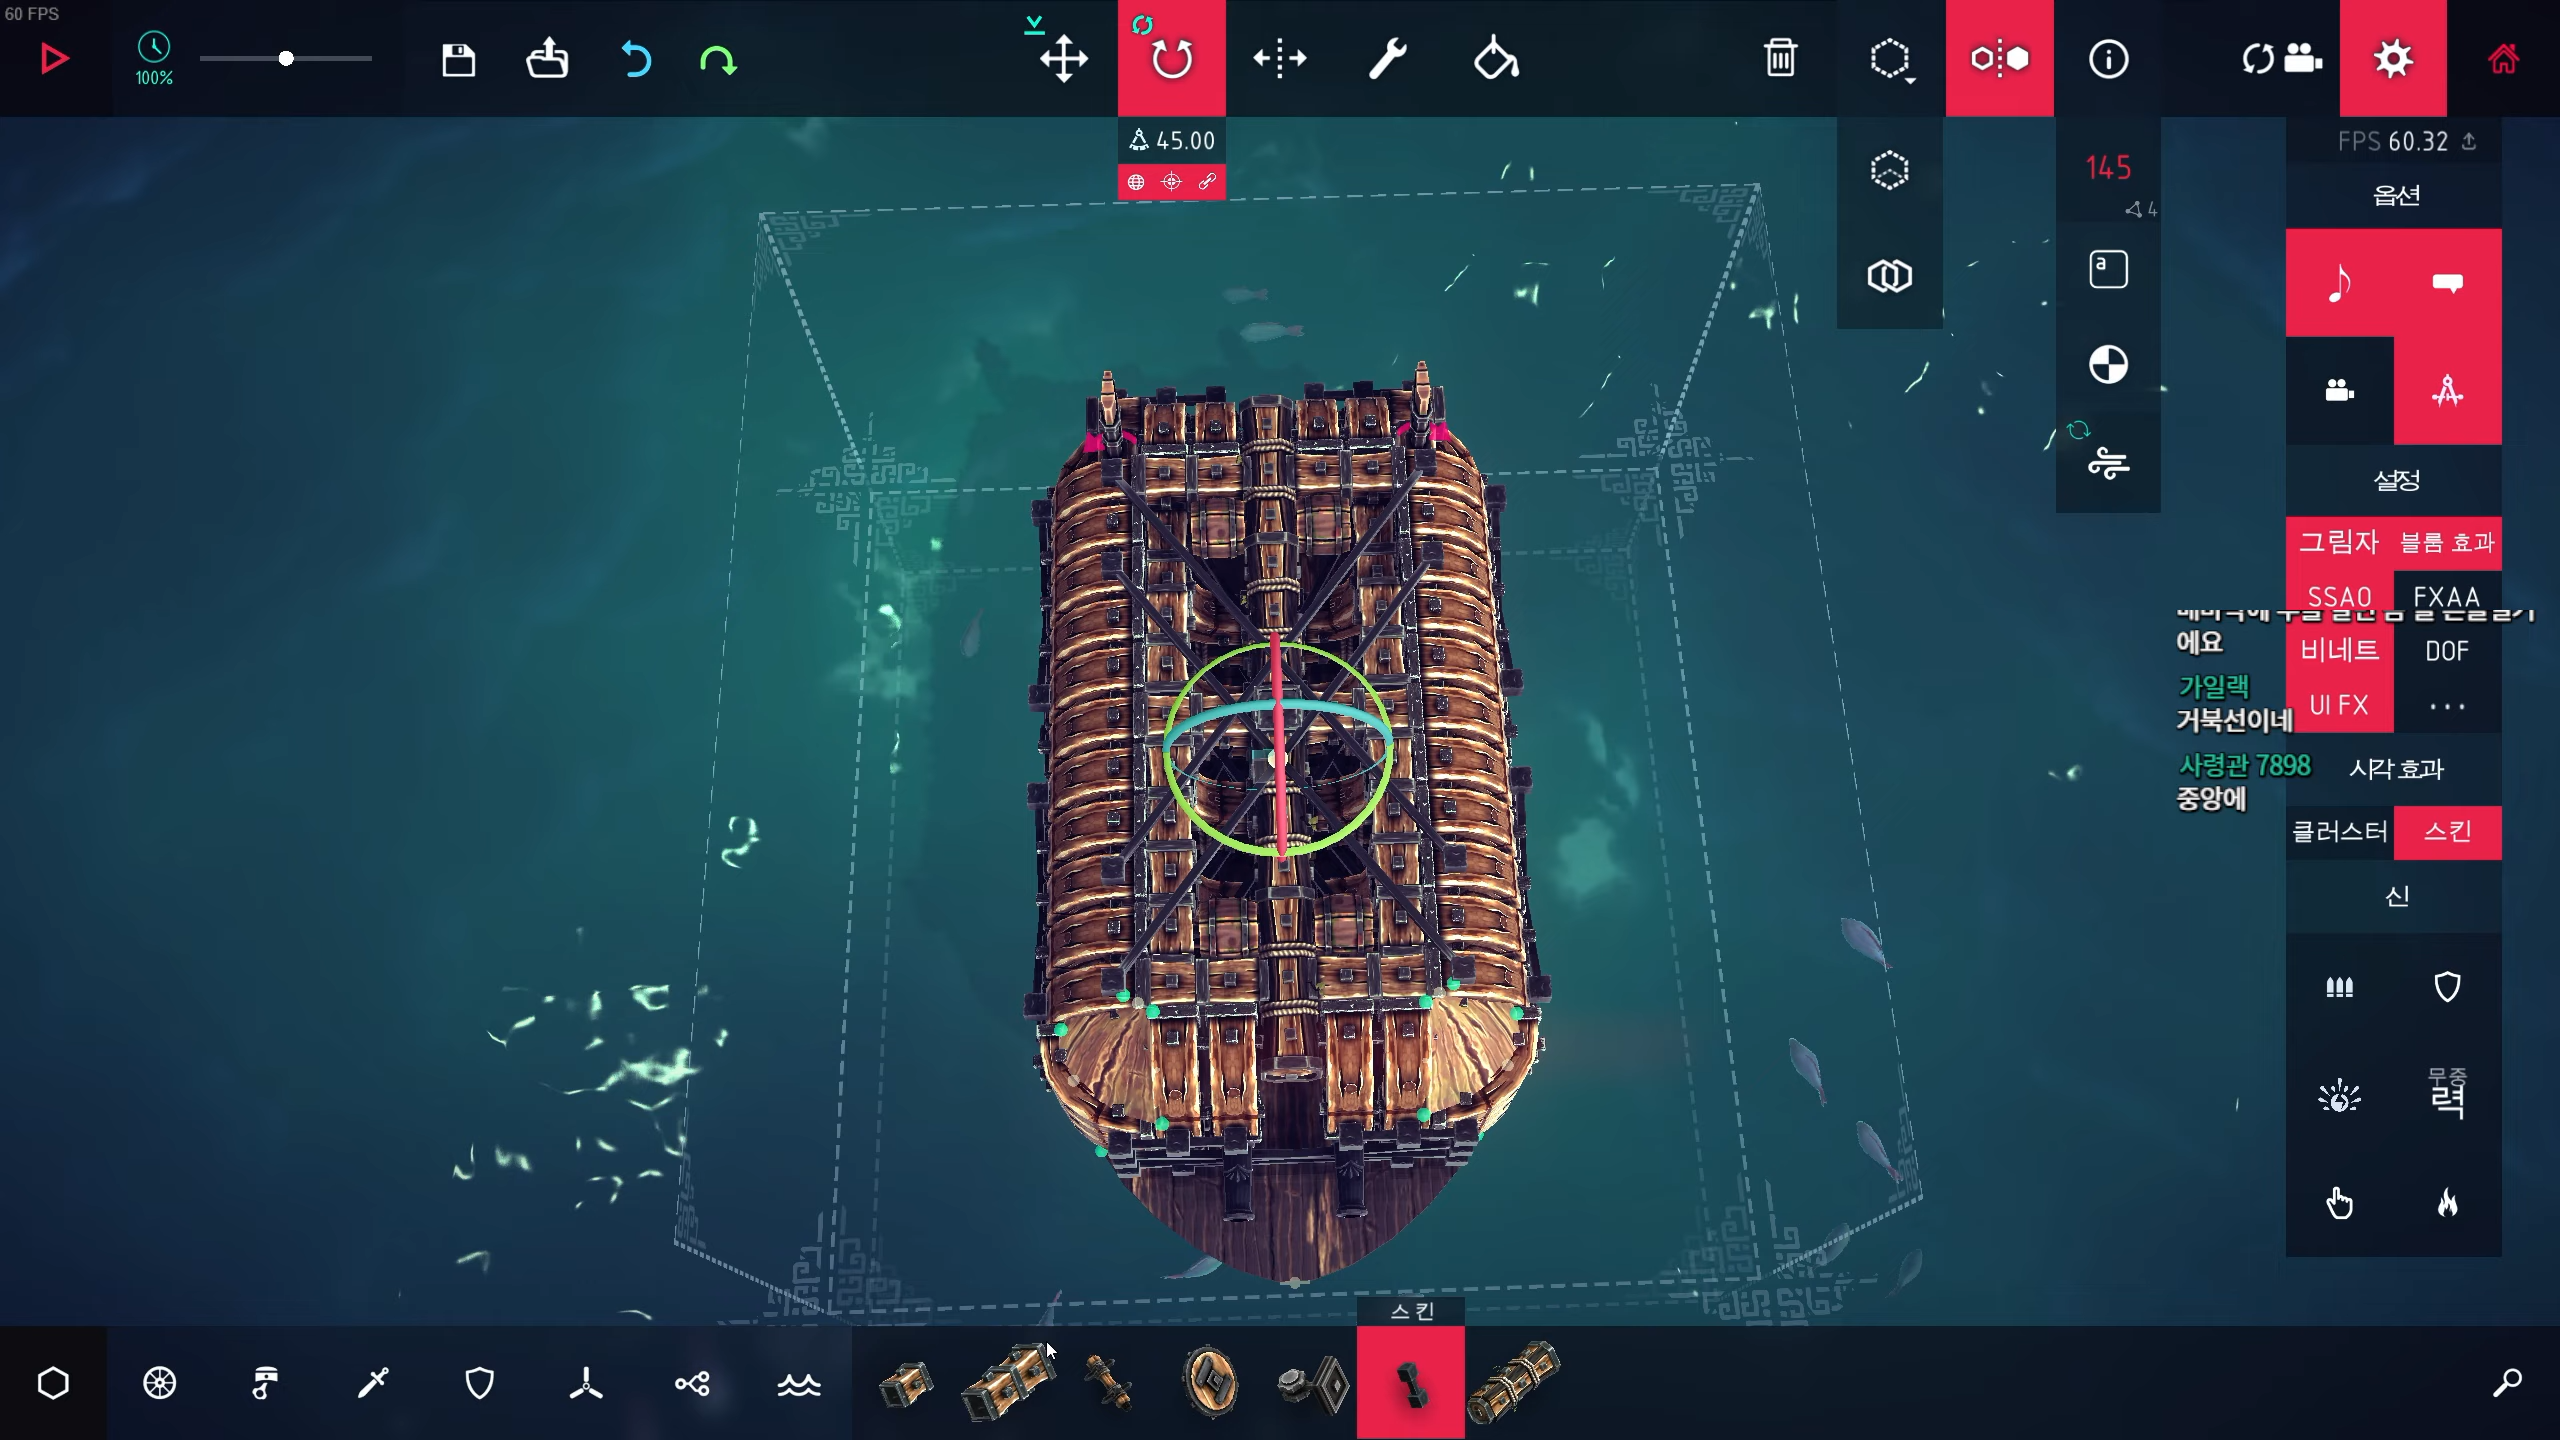 60 FPS
100%
45.00
145
4
a
FPS 60.32
옵션
설정
그림자
블룸 효과
SSAO
FXAA
에요
비네트
DOF
가일랙
거북선이네
UI FX
...
사령관 7898
중앙에
시각 효과
클러스터
스킨
신
무중
력
스킨